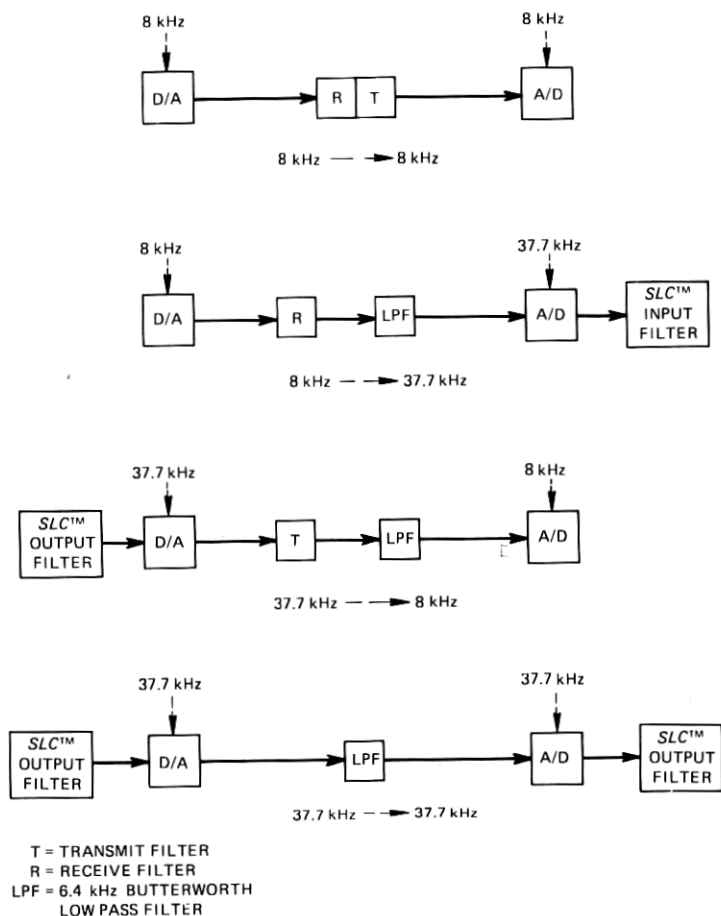 8 kHz
8 kHz
D/A
R
T
A/D
8 kHz → 8 kHz
8 kHz
37.7 kHz
D/A
R
LPF
A/D
SLC™
INPUT
FILTER
8 kHz → 37.7 kHz
37.7 kHz
8 kHz
SLC™
OUTPUT
FILTER
D/A
T
LPF
A/D
37.7 kHz → 8 kHz
37.7 kHz
37.7 kHz
SLC™
OUTPUT
FILTER
D/A
LPF
A/D
SLC™
OUTPUT
FILTER
37.7 kHz → 37.7 kHz
T = TRANSMIT FILTER
R = RECEIVE FILTER
LPF = 6.4 kHz BUTTERWORTH
LOW PASS FILTER